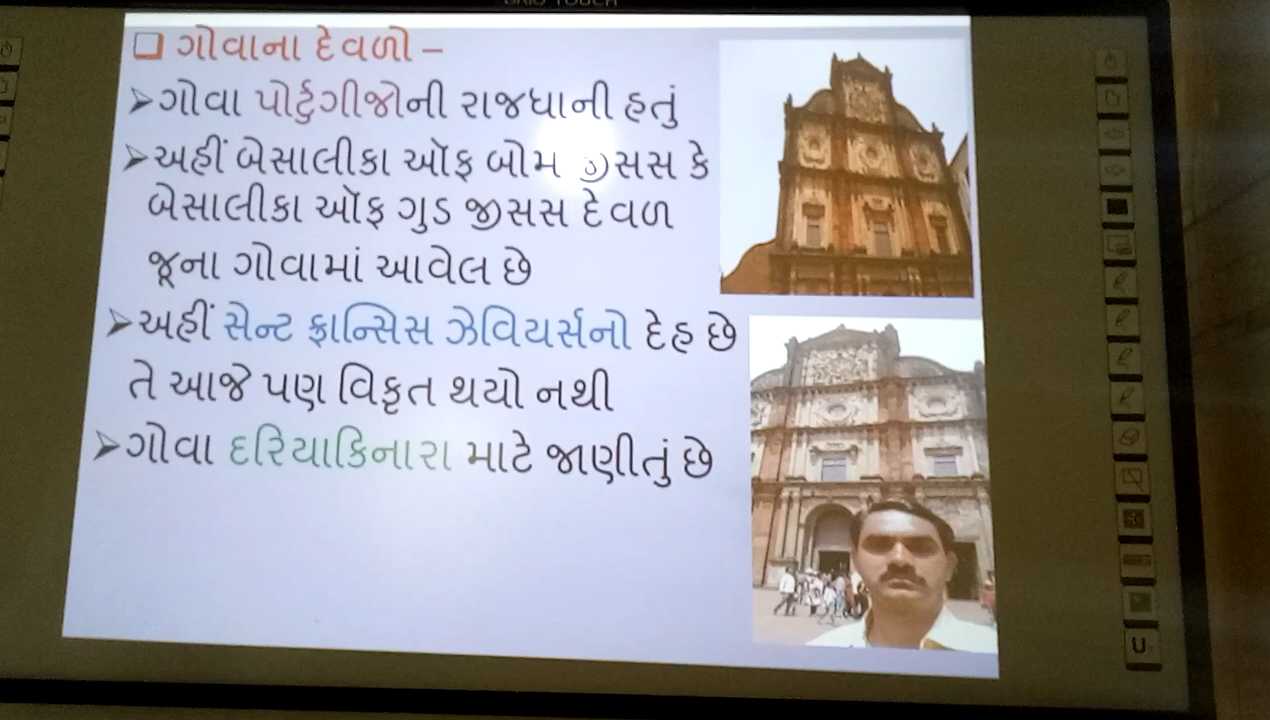 ❑ ગોવાના દેવળો –
➢ ગોવા પોર્ટુગીજોની રાજધાની હતું
➢ અહીં બેસાલીકા ઑફ બોમ જીસસ કે
બેસાલીકા ઑફ ગુડ જીસસ દેવળ
જૂના ગોવામાં આવેલ છે
➢ અહીં સેન્ટ ફ્રાન્સિસ ઝેવિયર્સનો દેહ છે
તે આજે પણ વિકૃત થયો નથી
➢ ગોવા દરિયાકિનારા માટે જાણીતું છે